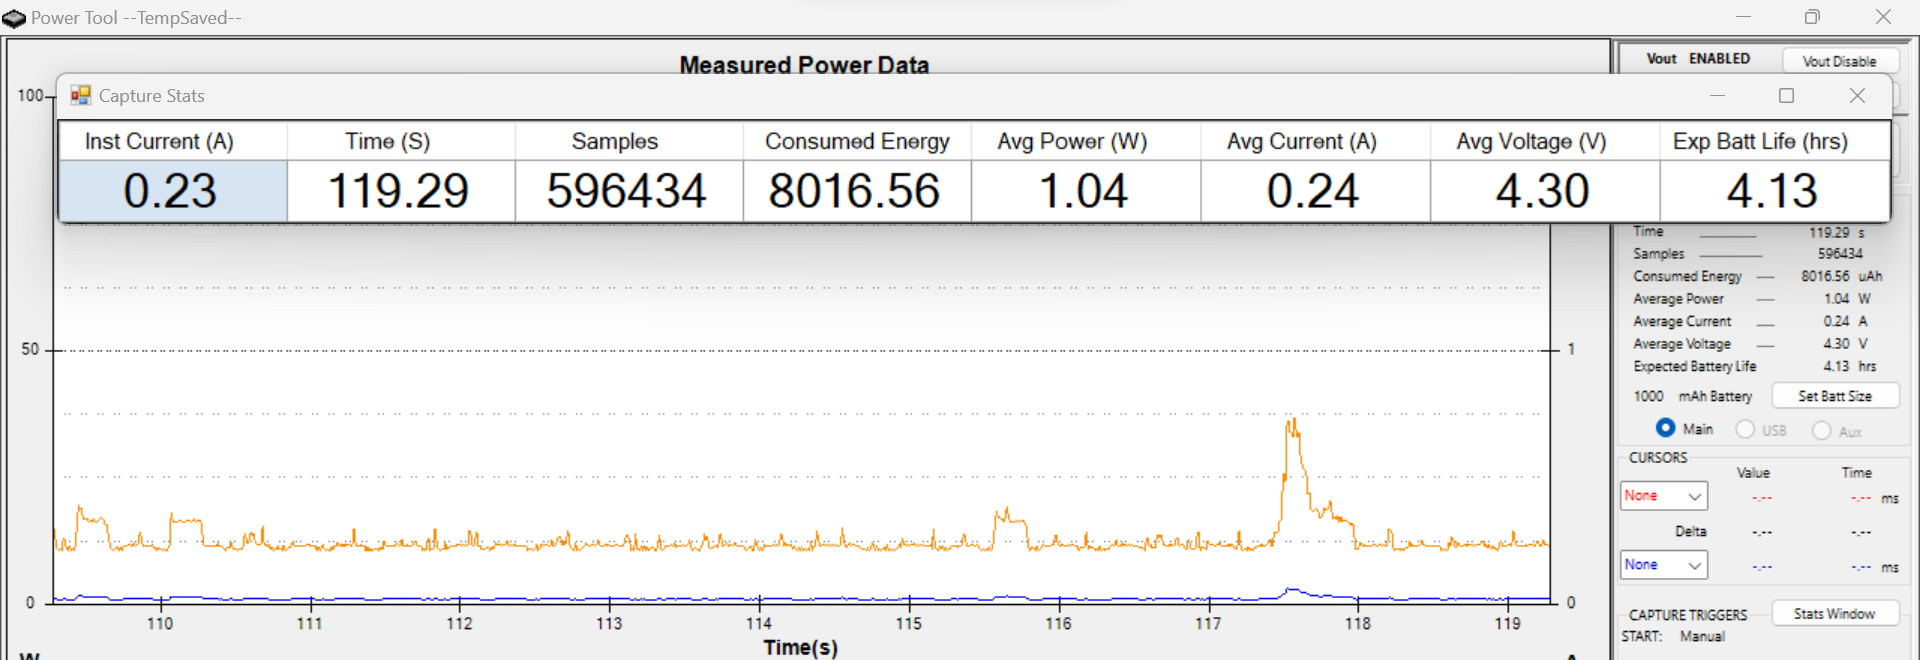 Power Tool --TempSaved--
Measured Power Data
Vout ENABLED
Vout Disable
Capture Stats
Inst Current (A) Time (S) Samples Consumed Energy Avg Power (W) Avg Current (A) Avg Voltage (V) Exp Batt Life (hrs)
0.23 119.29 596434 8016.56 1.04 0.24 4.30 4.13
100
50
0
1
0
110 111 112 113 114 115 116 117 118 119
Time(s)
Time 119.29 s
Samples 596434
Consumed Energy 8016.56 uAh
Average Power 1.04 W
Average Current 0.24 A
Average Voltage 4.30 V
Expected Battery Life 4.13 hrs
1000 mAh Battery Set Batt Size
Main USB Aux
CURSORS
Value Time
None -.-- -.-- ms
Delta -.-- -.--
None -.-- -.-- ms
CAPTURE TRIGGERS Stats Window
START: Manual